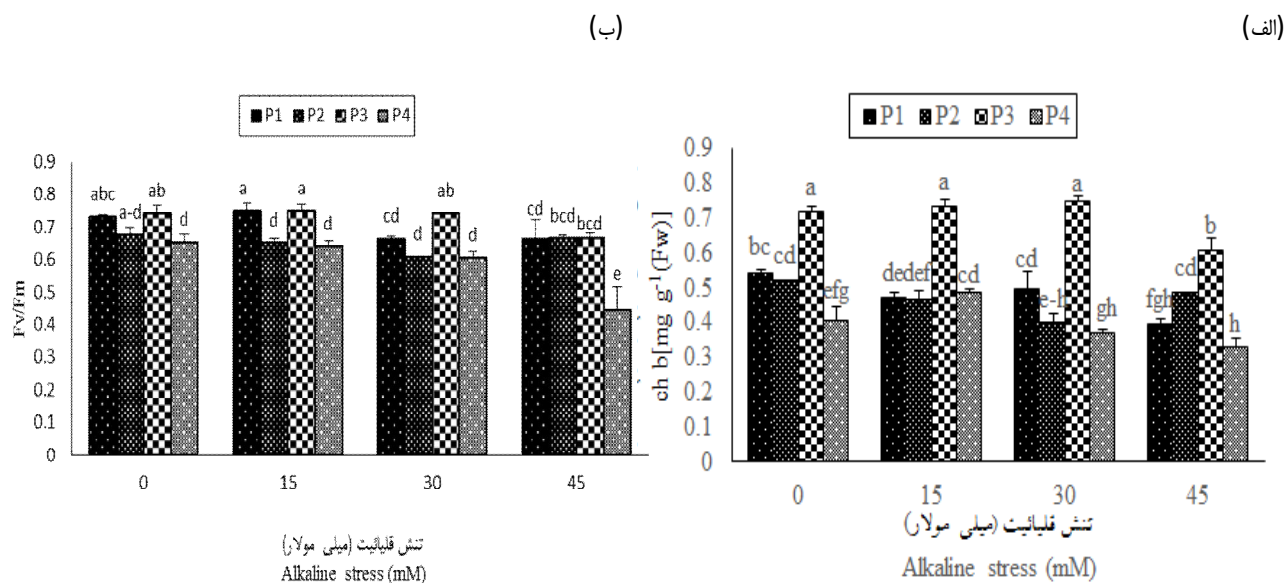 (الف)
P1 P2 P3 P4
ch b[mg g-1(Fw)]
0.9
0.8
0.7
0.6
0.5
0.4
0.3
0.2
0.1
0
bc cd a efg
de def a cd
cd e-h a gh
fgh cd b h
0 15 30 45
تنش قلیائیت (میلی مولار)
Alkaline stress (mM)
(ب)
P1 P2 P3 P4
Fv/Fm
0.9
0.8
0.7
0.6
0.5
0.4
0.3
0.2
0.1
0
abc a-d ab d
a d a d
cd d ab d
cd bcd bcd e
0 15 30 45
تنش قلیائیت (میلی مولار)
Alkaline stress (mM)